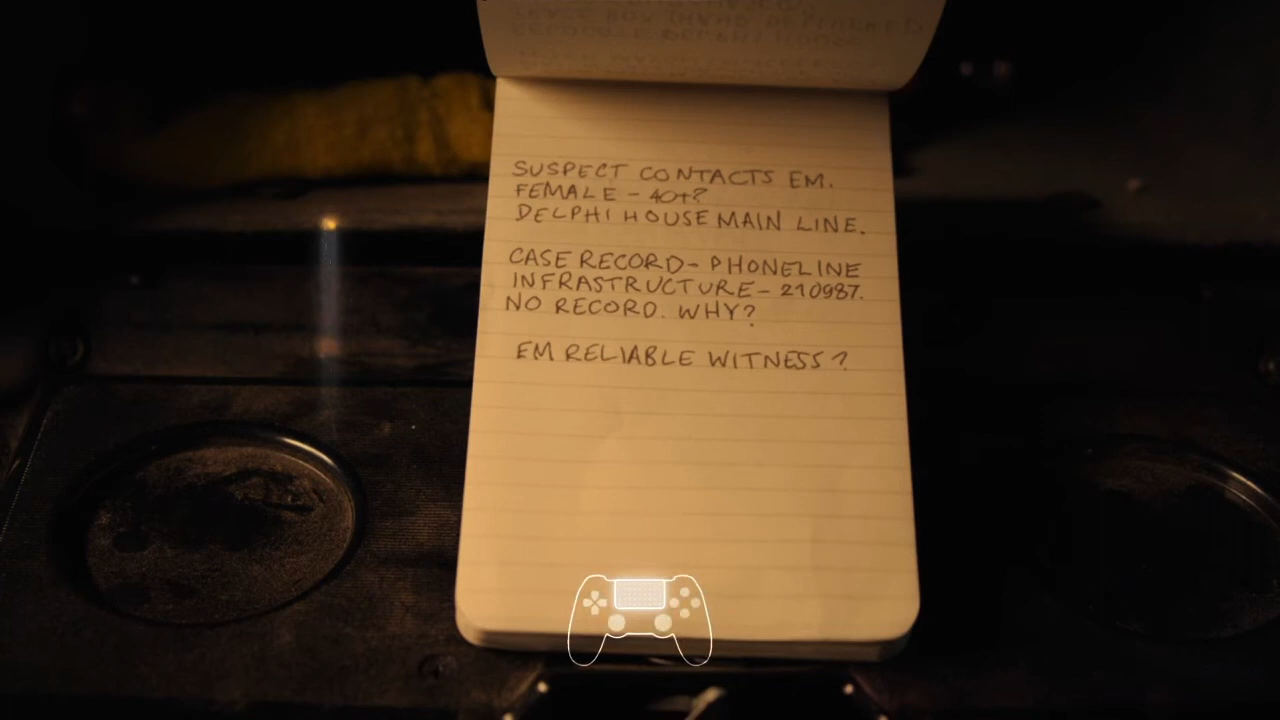 SUSPECT CONTACTS EM.
FEMALE - 40+?
DELPHI HOUSE MAIN LINE.
CASE RECORD - PHONELINE
INFRASTRUCTURE - 210987.
NO RECORD. WHY?
EM RELIABLE WITNESS?